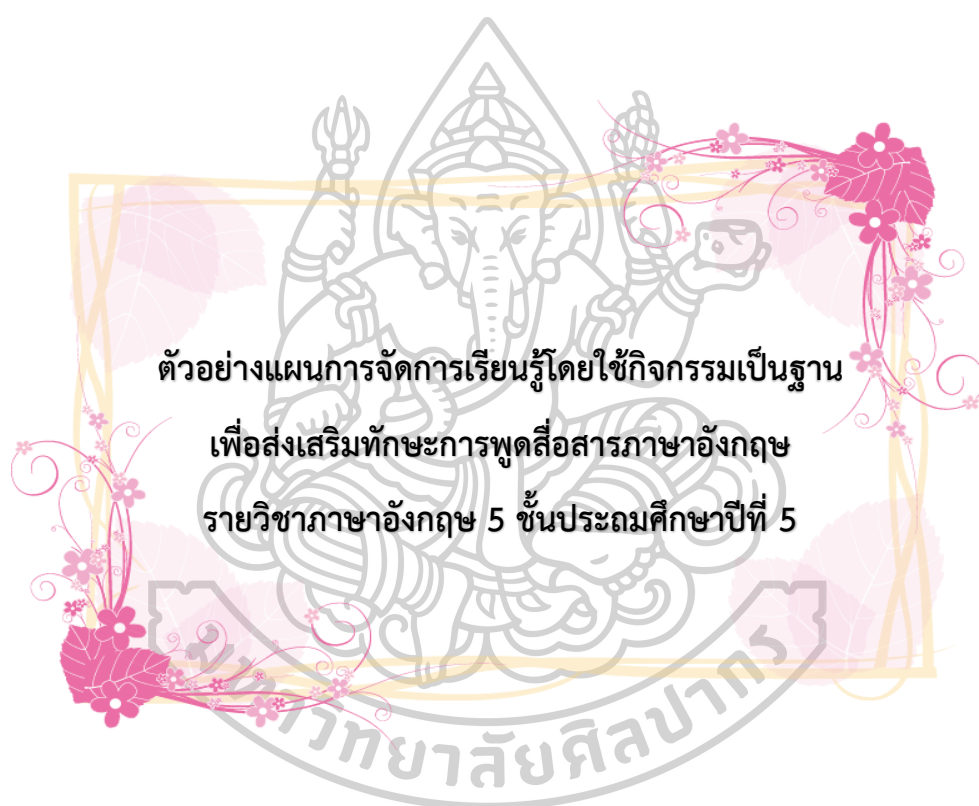 ตัวอย่างแผนการจัดการเรียนรู้โดยใช้กิจกรรมเป็นฐาน
เพื่อส่งเสริมทักษะการพูดสื่อสารภาษาอังกฤษ
รายวิชาภาษาอังกฤษ 5 ชั้นประถมศึกษาปีที่ 5
มหาวิทยาลัยศิลปากร